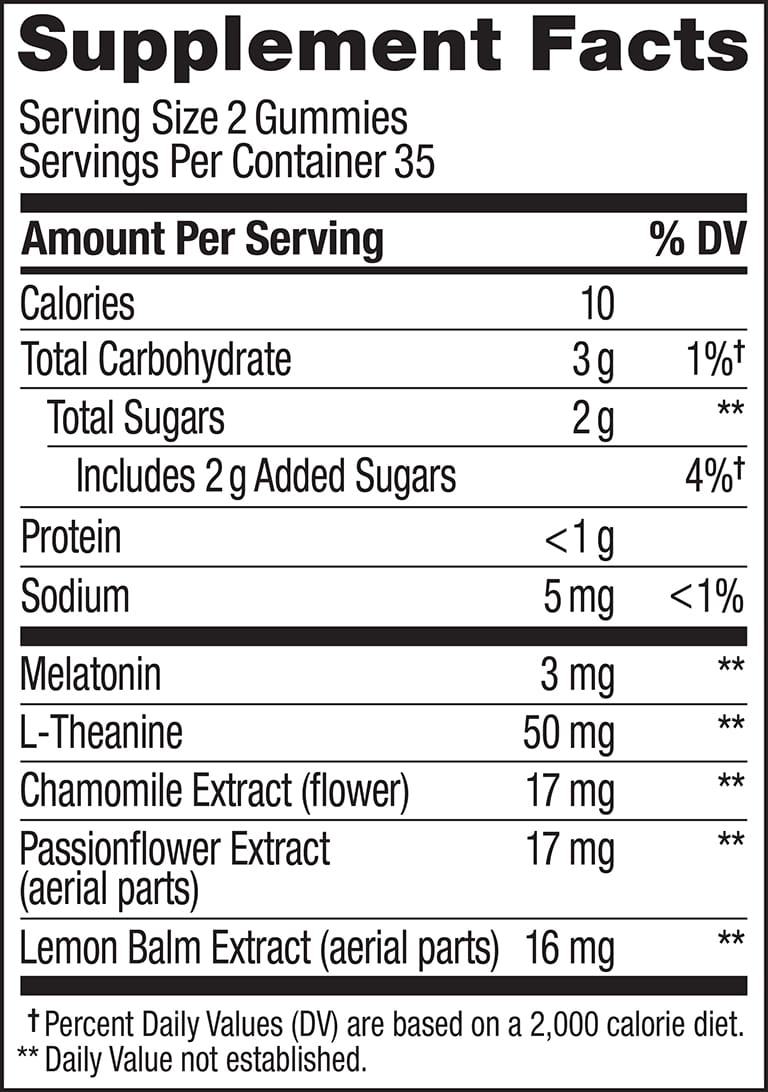 Supplement Facts
Serving Size 2 Gummies
Servings Per Container 35
Amount Per Serving % DV
Calories 10
Total Carbohydrate 3 g 1%†
Total Sugars 2 g **
Includes 2 g Added Sugars 4%†
Protein <1 g
Sodium 5 mg <1%
Melatonin 3 mg **
L-Theanine 50 mg **
Chamomile Extract (flower) 17 mg **
Passionflower Extract 17 mg **
(aerial parts)
Lemon Balm Extract (aerial parts) 16 mg **
† Percent Daily Values (DV) are based on a 2,000 calorie diet.
** Daily Value not established.